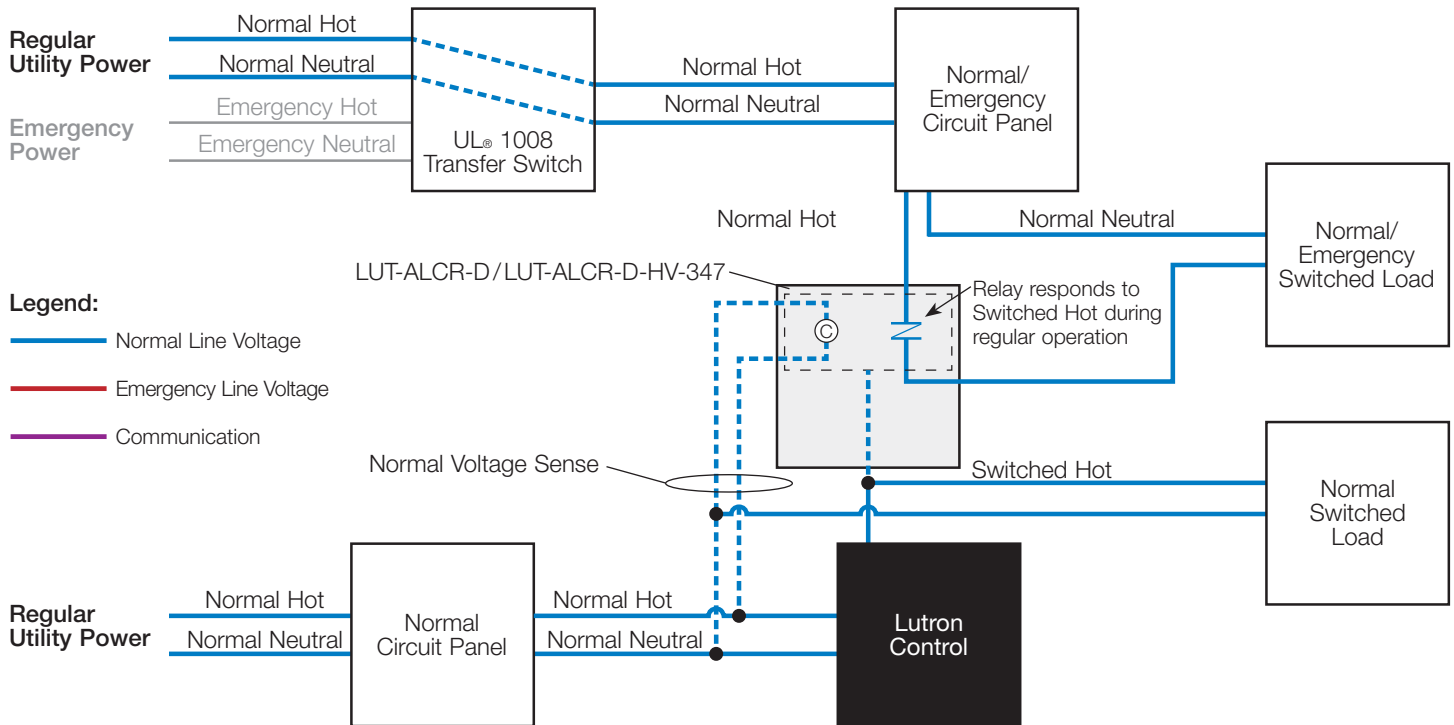 Regular
Utility Power
Normal Hot
Normal Neutral
Emergency
Power
Emergency Hot
Emergency Neutral
UL® 1008
Transfer Switch
Normal Hot
Normal Neutral
Normal/
Emergency
Circuit Panel
Normal Hot
Normal Neutral
Normal/
Emergency
Switched Load
LUT-ALCR-D/LUT-ALCR-D-HV-347
C
Relay responds to
Switched Hot during
regular operation
Legend:
Normal Line Voltage
Emergency Line Voltage
Communication
Normal Voltage Sense
Switched Hot
Normal
Switched
Load
Regular
Utility Power
Normal Hot
Normal Neutral
Normal
Circuit Panel
Normal Hot
Normal Neutral
Lutron
Control